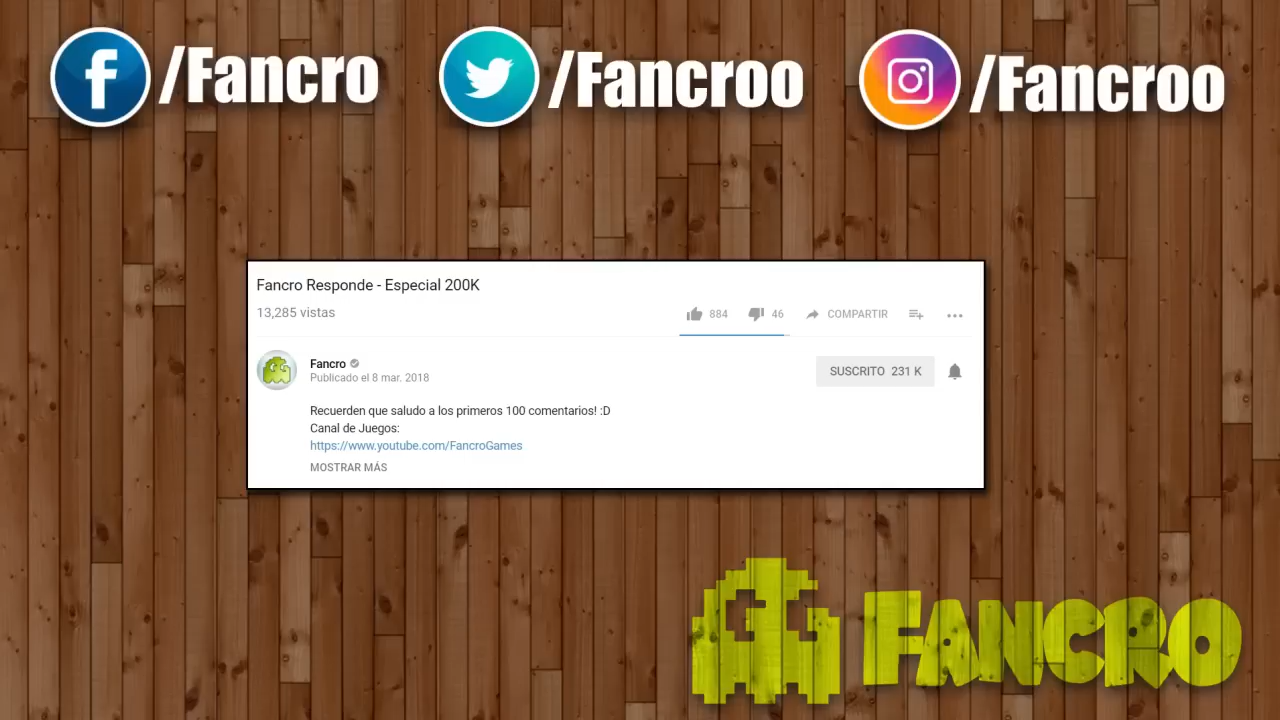 /Fancro /Fancroo /Fancroo
Fancro Responde - Especial 200K
13,285 vistas
884 46 COMPARTIR
Fancro
Publicado el 8 mar. 2018
SUSCRITO 231 K
Recuerden que saludo a los primeros 100 comentarios! :D
Canal de Juegos:
https://www.youtube.com/FancroGames
MOSTRAR MÁS
FANCRO